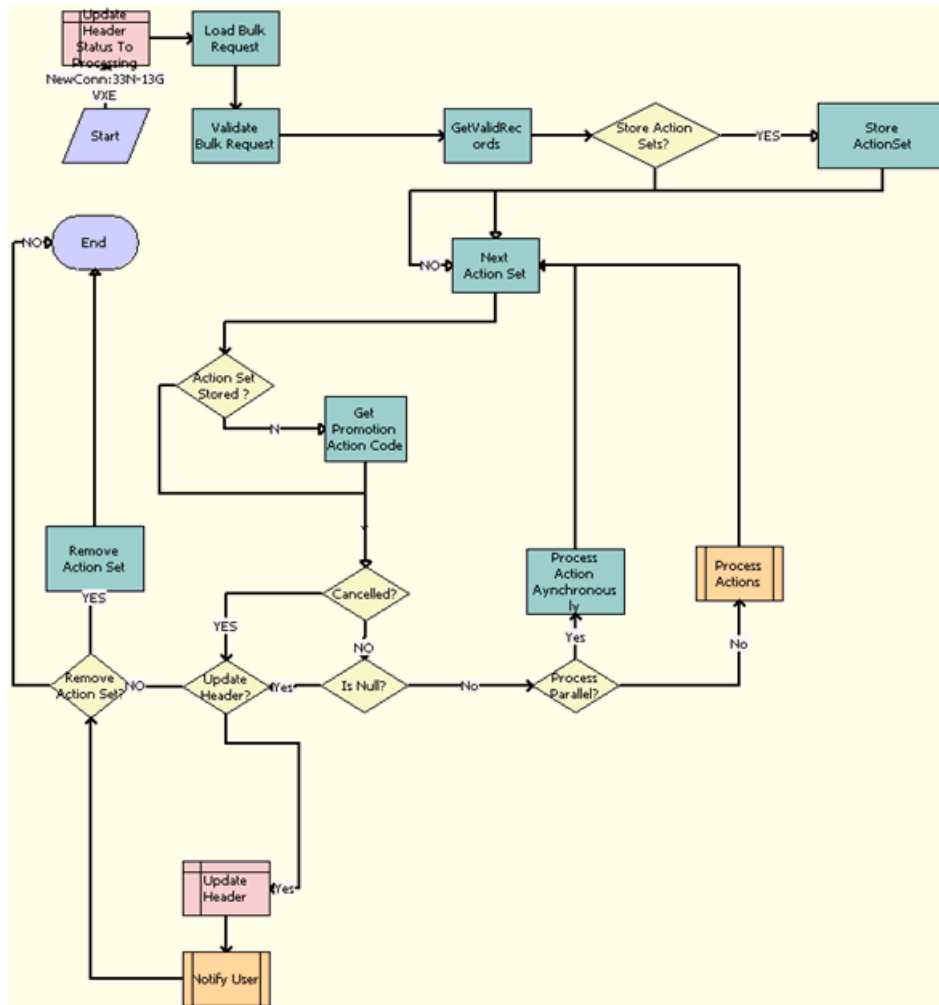 Update
Header
Status To
Processing
Load Bulk
Request
NewConn:33N-13G
VXE
Start
Validate
Bulk Request
GetValidRec
ords
Store Action
Sets?
YES
Store
ActionSet
NO
End
NO
Next
Action Set
Action Set
Stored ?
N
Get
Promotion
Action Code
Y
Remove
Action Set
YES
Cancelled?
YES
NO
Process
Action
Aynchronous
ly
Process
Actions
Yes
No
Remove
Action Set?
NO
Update
Header?
Yes
Is Null?
No
Process
Parallel?
Update
Header
Yes
Notify User